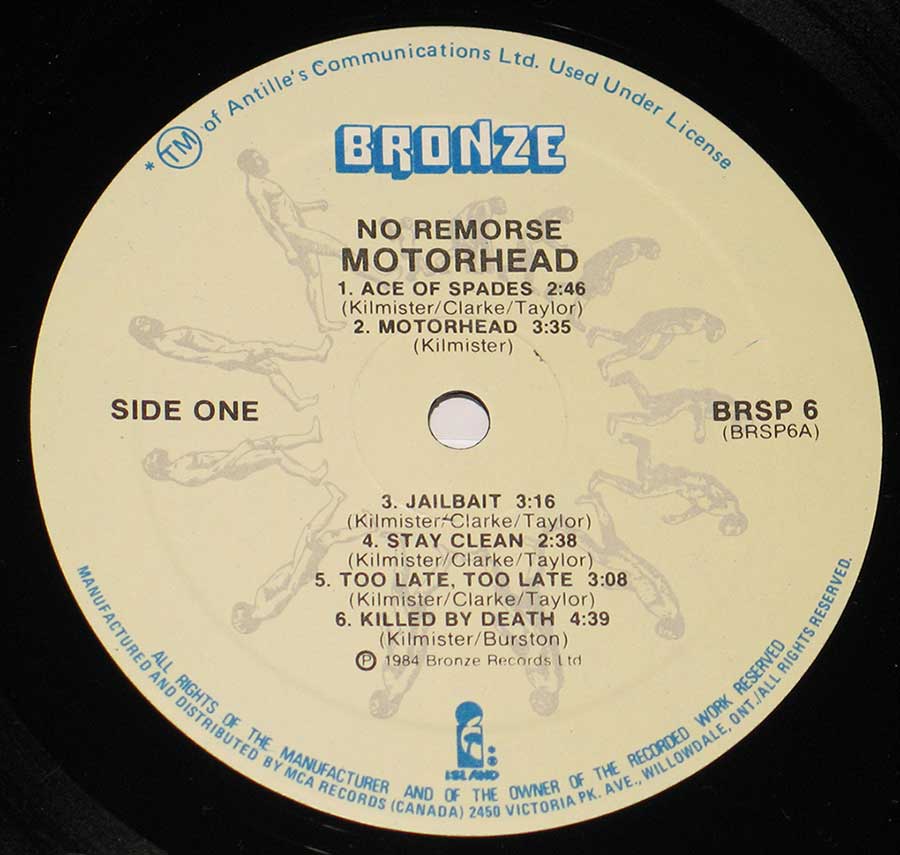 * TM of Antille's Communications Ltd. Used Under License
BRONZE
NO REMORSE
MOTORHEAD
1. ACE OF SPADES 2:46
(Kilmister/Clarke/Taylor)
2. MOTORHEAD 3:35
(Kilmister)
SIDE ONE
BRSP 6
(BRSP6A)
3. JAILBAIT 3:16
(Kilmister/Clarke/Taylor)
4. STAY CLEAN 2:38
(Kilmister/Clarke/Taylor)
5. TOO LATE, TOO LATE 3:08
(Kilmister/Clarke/Taylor)
6. KILLED BY DEATH 4:39
(Kilmister/Burston)
Ⓟ 1984 Bronze Records Ltd
ISLAND ®
ALL RIGHTS OF THE MANUFACTURER AND OF THE OWNER OF THE RECORDED WORK RESERVED
MANUFACTURED AND DISTRIBUTED BY MCA RECORDS (CANADA) 2450 VICTORIA PK. AVE., WILLOWDALE, ONT./ALL RIGHTS RESERVED.